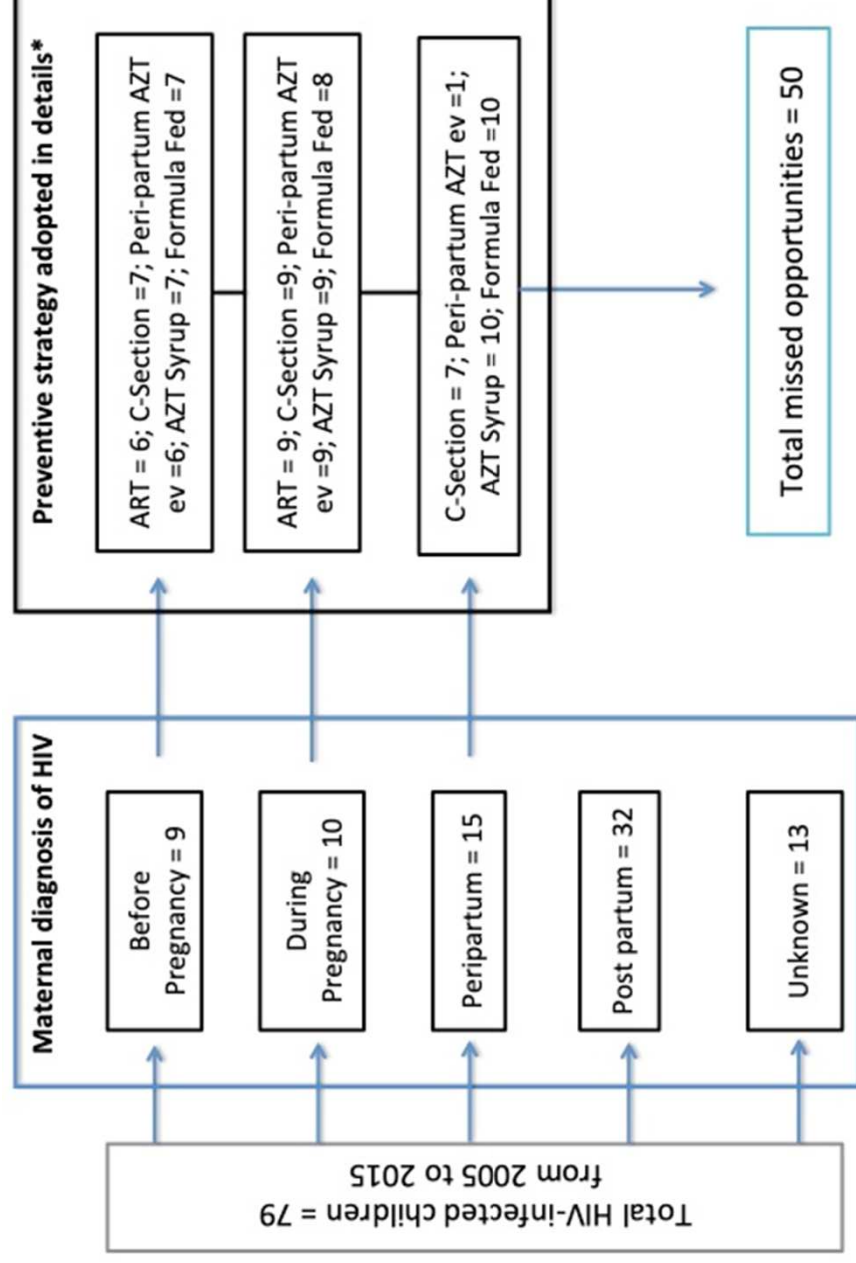 Total HIV-infected children = 79
from 2005 to 2015
Maternal diagnosis of HIV
Before
Pregnancy = 9
During
Pregnancy = 10
Peripartum = 15
Post partum = 32
Unknown = 13
Preventive strategy adopted in details*
ART = 6; C-Section =7; Peri-partum AZT
ev =6; AZT Syrup =7; Formula Fed =7
ART = 9; C-Section =9; Peri-partum AZT
ev =9; AZT Syrup =9; Formula Fed =8
C-Section = 7; Peri-partum AZT ev =1;
AZT Syrup = 10; Formula Fed =10
Total missed opportunities = 50